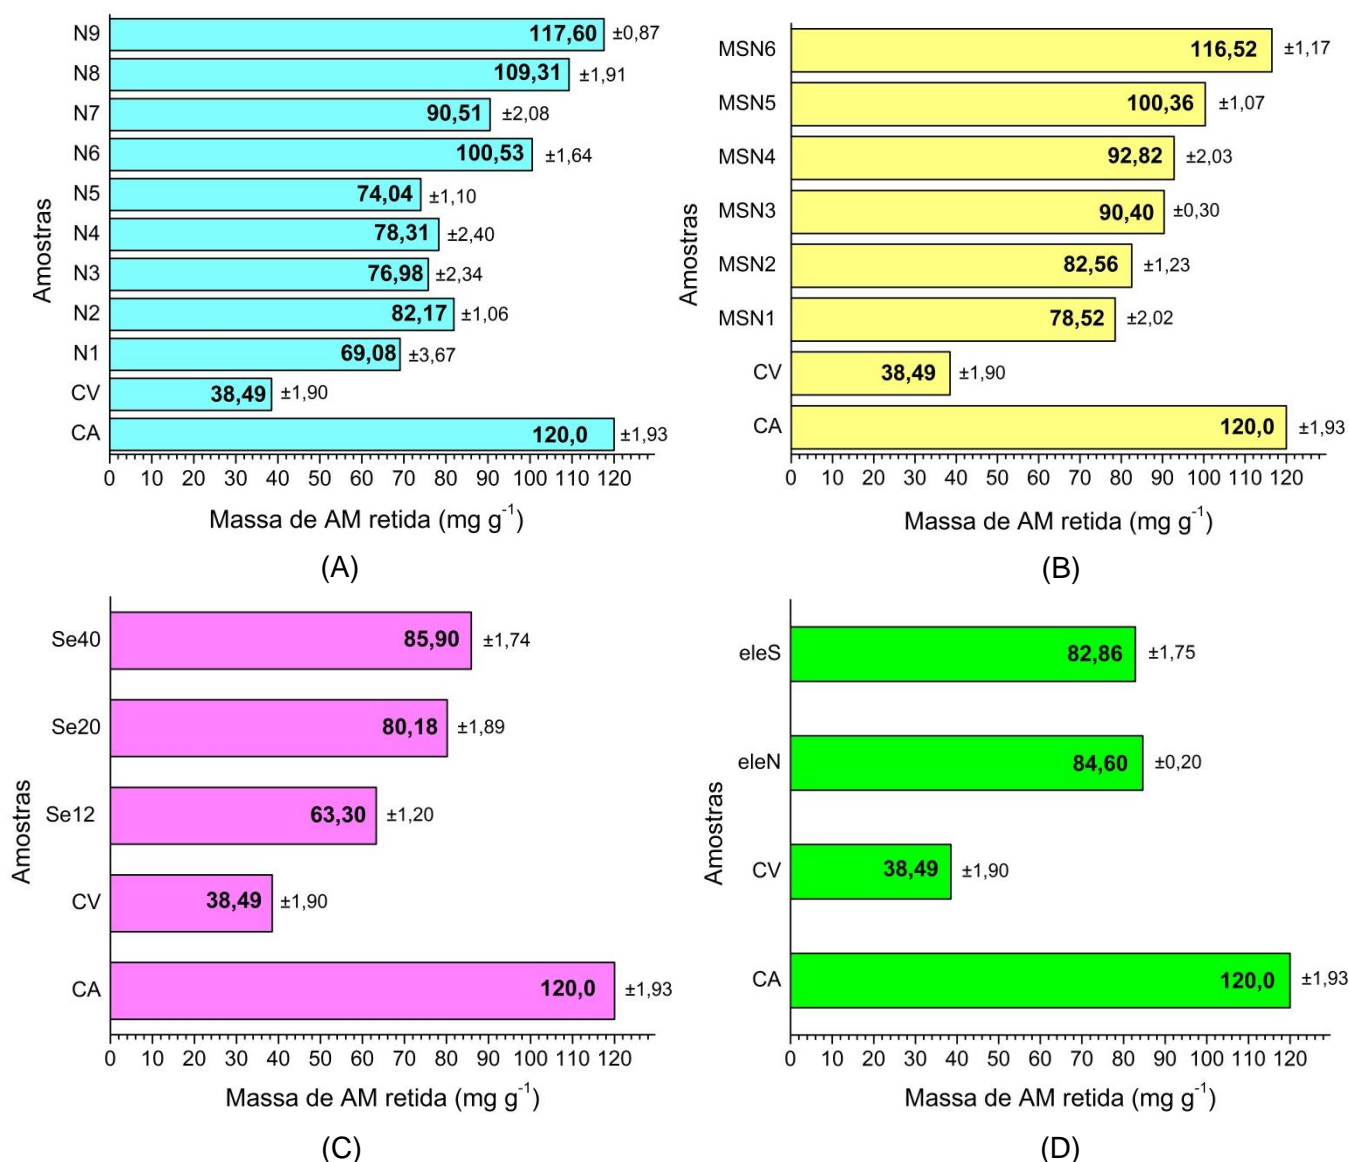 Amostras
N9 117,60 ±0,87
N8 109,31 ±1,91
N7 90,51 ±2,08
N6 100,53 ±1,64
N5 74,04 ±1,10
N4 78,31 ±2,40
N3 76,98 ±2,34
N2 82,17 ±1,06
N1 69,08 ±3,67
CV 38,49 ±1,90
CA 120,0 ±1,93
0 10 20 30 40 50 60 70 80 90 100 110 120
Massa de AM retida (mg g⁻¹)
(A)
Amostras
MSN6 116,52 ±1,17
MSN5 100,36 ±1,07
MSN4 92,82 ±2,03
MSN3 90,40 ±0,30
MSN2 82,56 ±1,23
MSN1 78,52 ±2,02
CV 38,49 ±1,90
CA 120,0 ±1,93
0 10 20 30 40 50 60 70 80 90 100 110 120
Massa de AM retida (mg g⁻¹)
(B)
Amostras
Se40 85,90 ±1,74
Se20 80,18 ±1,89
Se12 63,30 ±1,20
CV 38,49 ±1,90
CA 120,0 ±1,93
0 10 20 30 40 50 60 70 80 90 100 110 120
Massa de AM retida (mg g⁻¹)
(C)
Amostras
eleS 82,86 ±1,75
eleN 84,60 ±0,20
CV 38,49 ±1,90
CA 120,0 ±1,93
0 10 20 30 40 50 60 70 80 90 100 110 120
Massa de AM retida (mg g⁻¹)
(D)